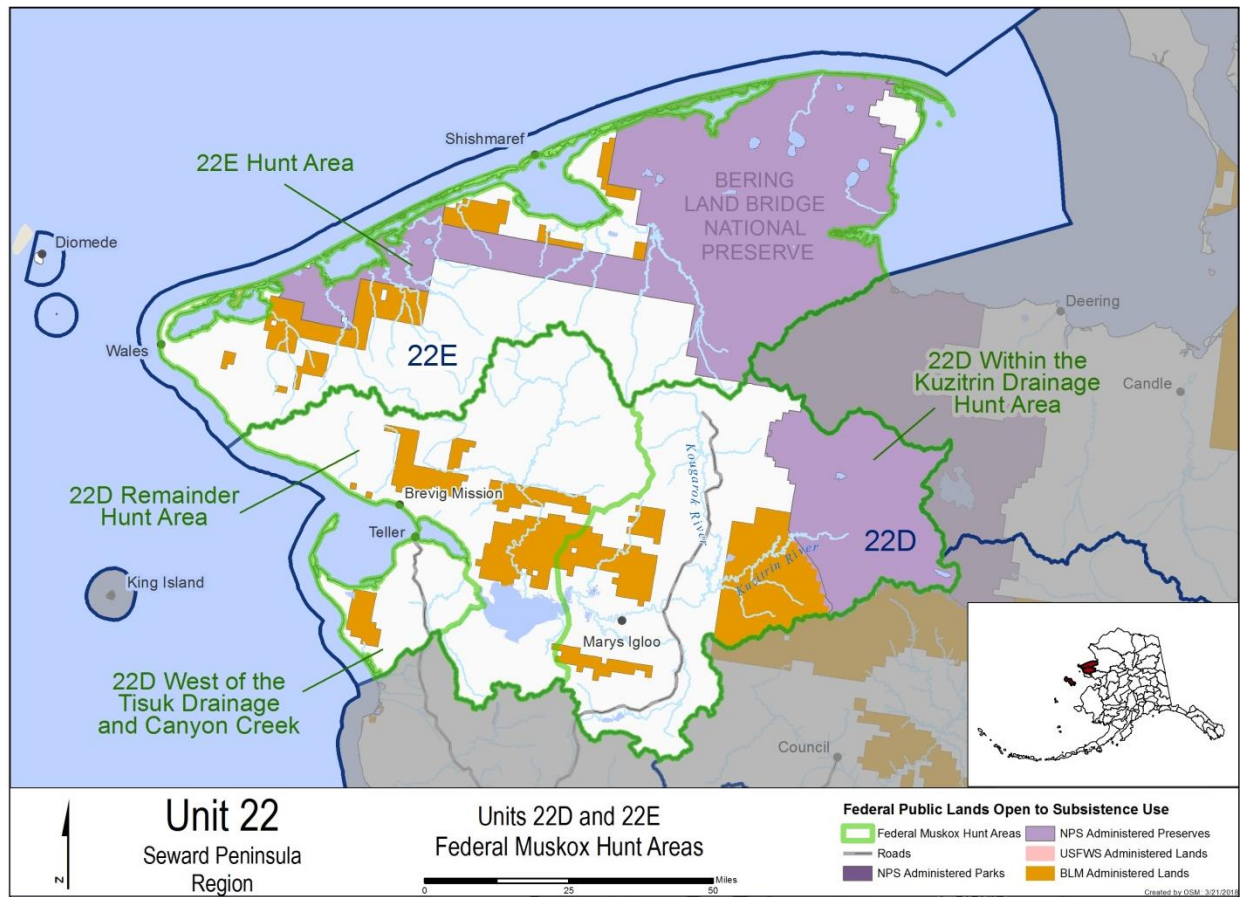 Shishmaref
22E Hunt Area
BERING
LAND BRIDGE
NATIONAL
PRESERVE
Diomede
Deering
Wales
22E
22D Within the
Kuzitrin Drainage
Hunt Area
Candle
Kougarok River
22D Remainder
Hunt Area
Brevig Mission
Teller
22D
Kuzitrin River
King Island
Marys Igloo
22D West of the
Tisuk Drainage
and Canyon Creek
Council
N
Unit 22
Seward Peninsula
Region
Units 22D and 22E
Federal Muskox Hunt Areas
Miles
0 25 50
Federal Public Lands Open to Subsistence Use
Federal Muskox Hunt Areas
Roads
NPS Administered Parks
NPS Administered Preserves
USFWS Administered Lands
BLM Administered Lands
Created by OSM: 3/21/2018